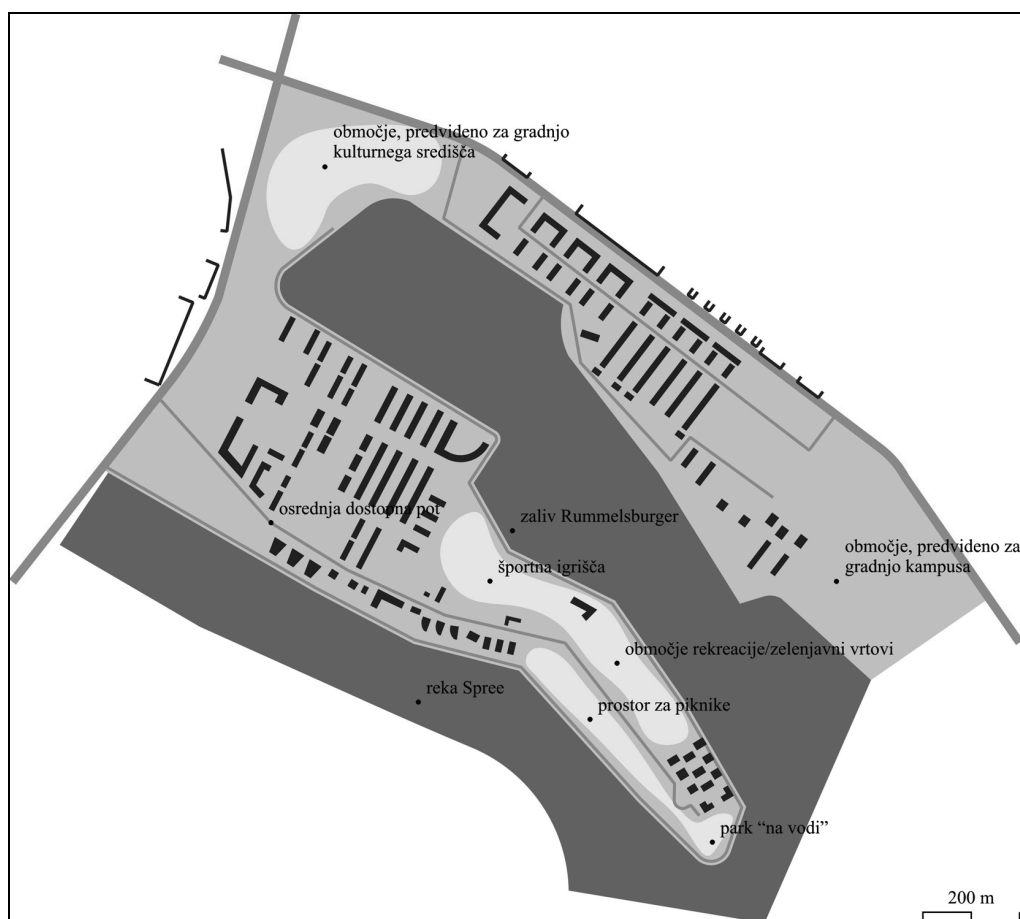 območje, predvideno za gradnjo
kulturnega središča
osrednja dostopna pot
zaliv Rummelsburger
območje, predvideno za
gradnjo kampusa
športna igrišča
območje rekreacije/zelenjavni vrtovi
reka Spree
prostor za piknike
park “na vodi”
200 m